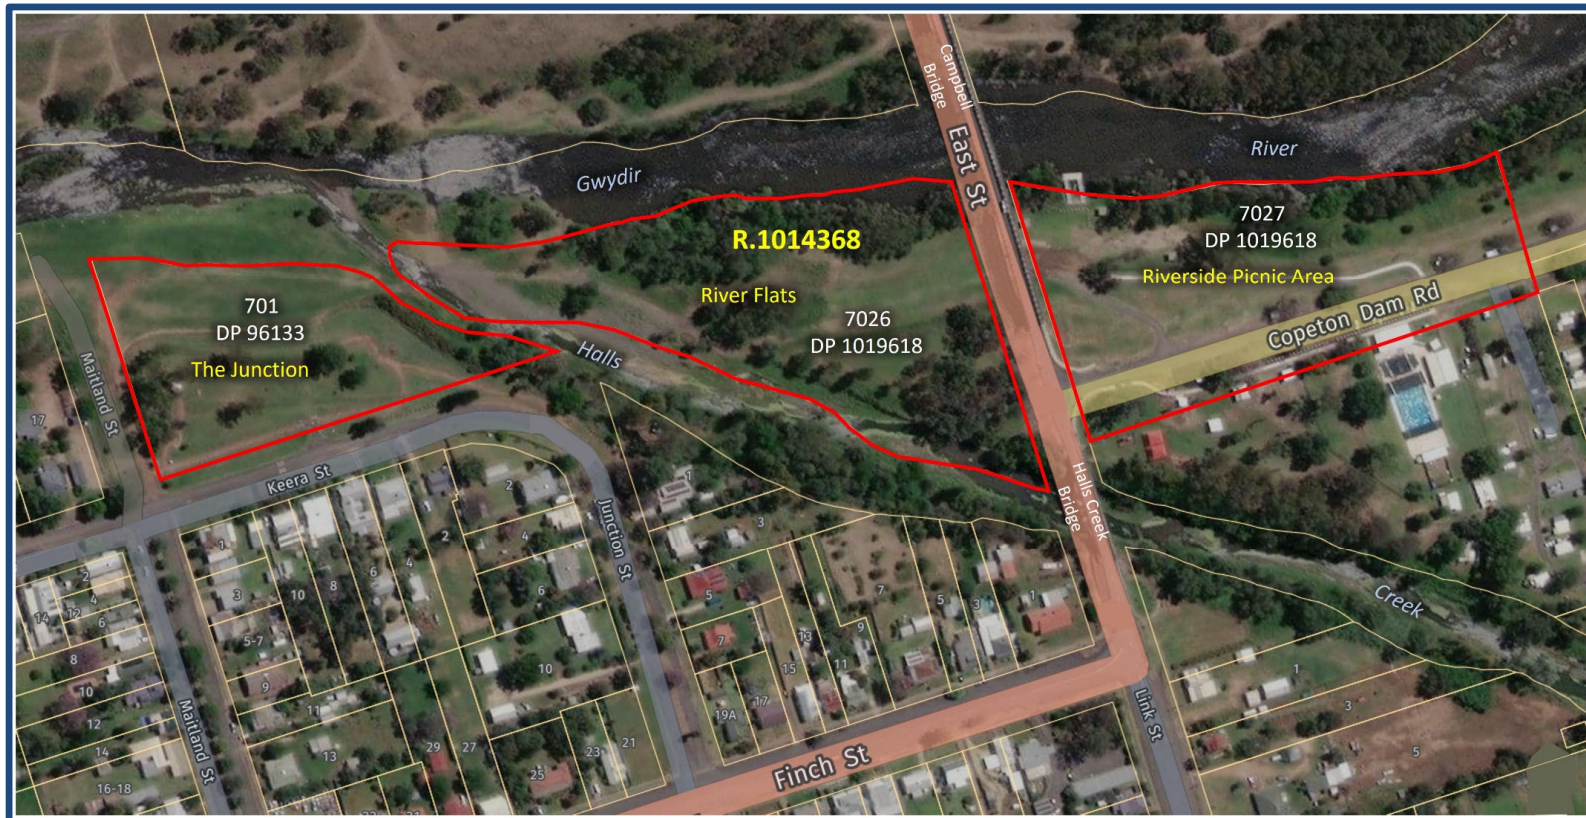 Campbell
Bridge
East St
Gwydir
River
R.1014368
River Flats
7026
DP 1019618
7027
DP 1019618
Riverside Picnic Area
Copeton Dam Rd
701
DP 96133
The Junction
Halls
Maitland St
17
Keera St
Junction St
Halls Creek
Bridge
Creek
1
3
5-7
9
11
13
10
8
6
4
2
2
4
6
10
2
4
6
14
12
8
10
12
14
16-18
Maitland St
29
27
25
23
21
1
3
5
7
19A
17
15
13
11
9
7
5
3
1
Finch St
Link St
1
3
5